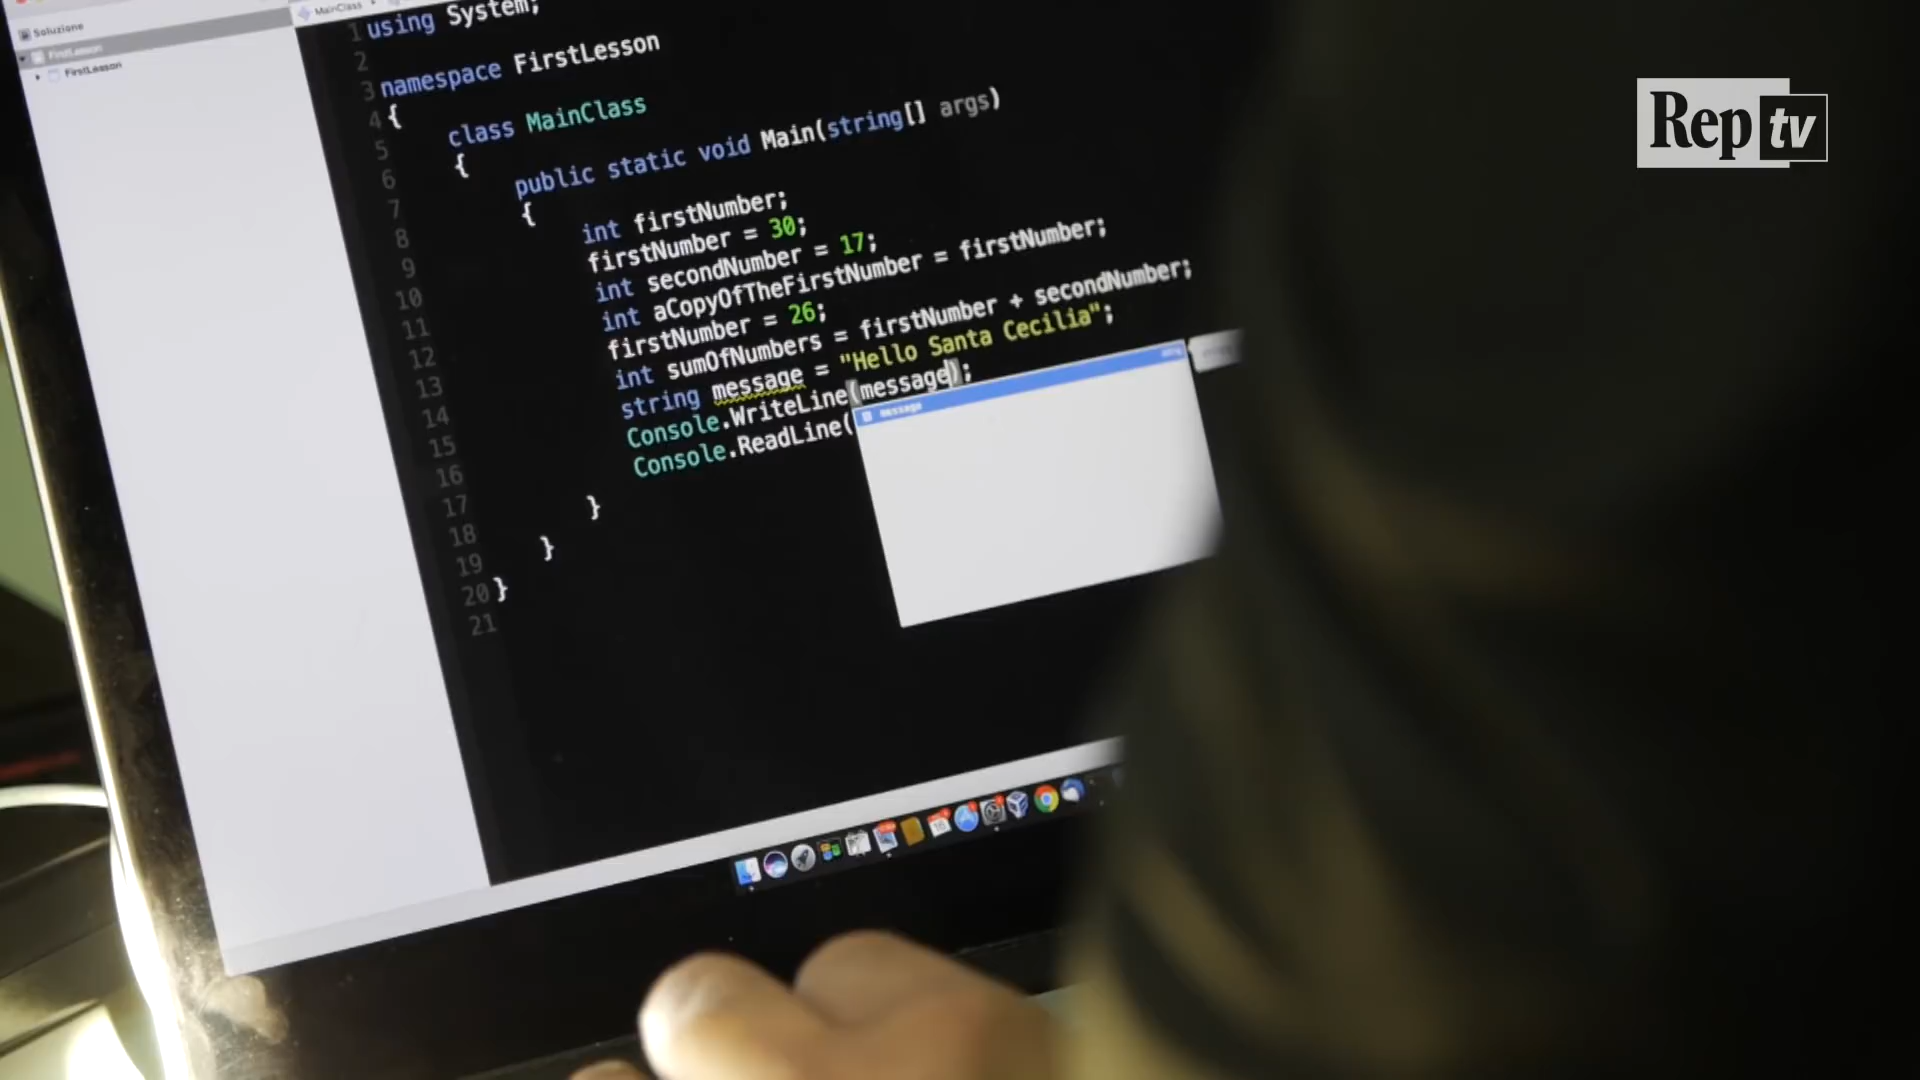 Soluzione
FirstLesson
FirstLesson
MainClass
1 using System;
2
3 namespace FirstLesson
4 {
5 class MainClass
6 {
7 public static void Main(string[] args)
8 {
9 int firstNumber;
10 firstNumber = 30;
11 int secondNumber = 17;
12 int aCopyOfTheFirstNumber = firstNumber;
13 firstNumber = 26;
14 int sumOfNumbers = firstNumber + secondNumber;
15 string message = "Hello Santa Cecilia";
16 Console.WriteLine(message);
17 Console.ReadLine(
18 }
19 }
20 }
21
message
Rep tv